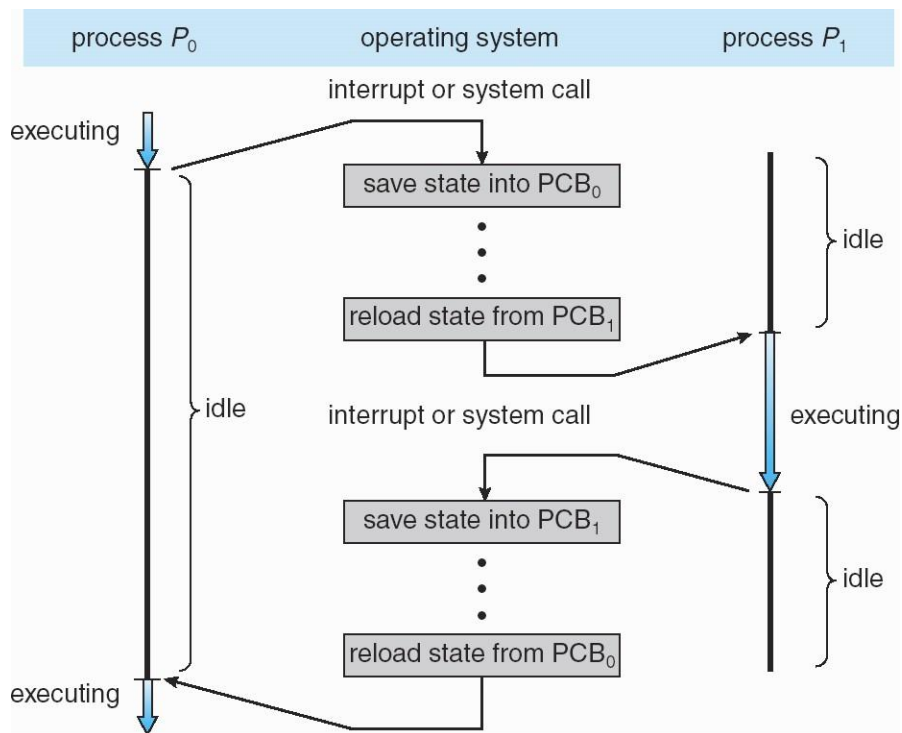 process P₀ operating system process P₁
interrupt or system call
executing
save state into PCB₀
idle
reload state from PCB₁
idle
interrupt or system call
executing
save state into PCB₁
idle
reload state from PCB₀
executing